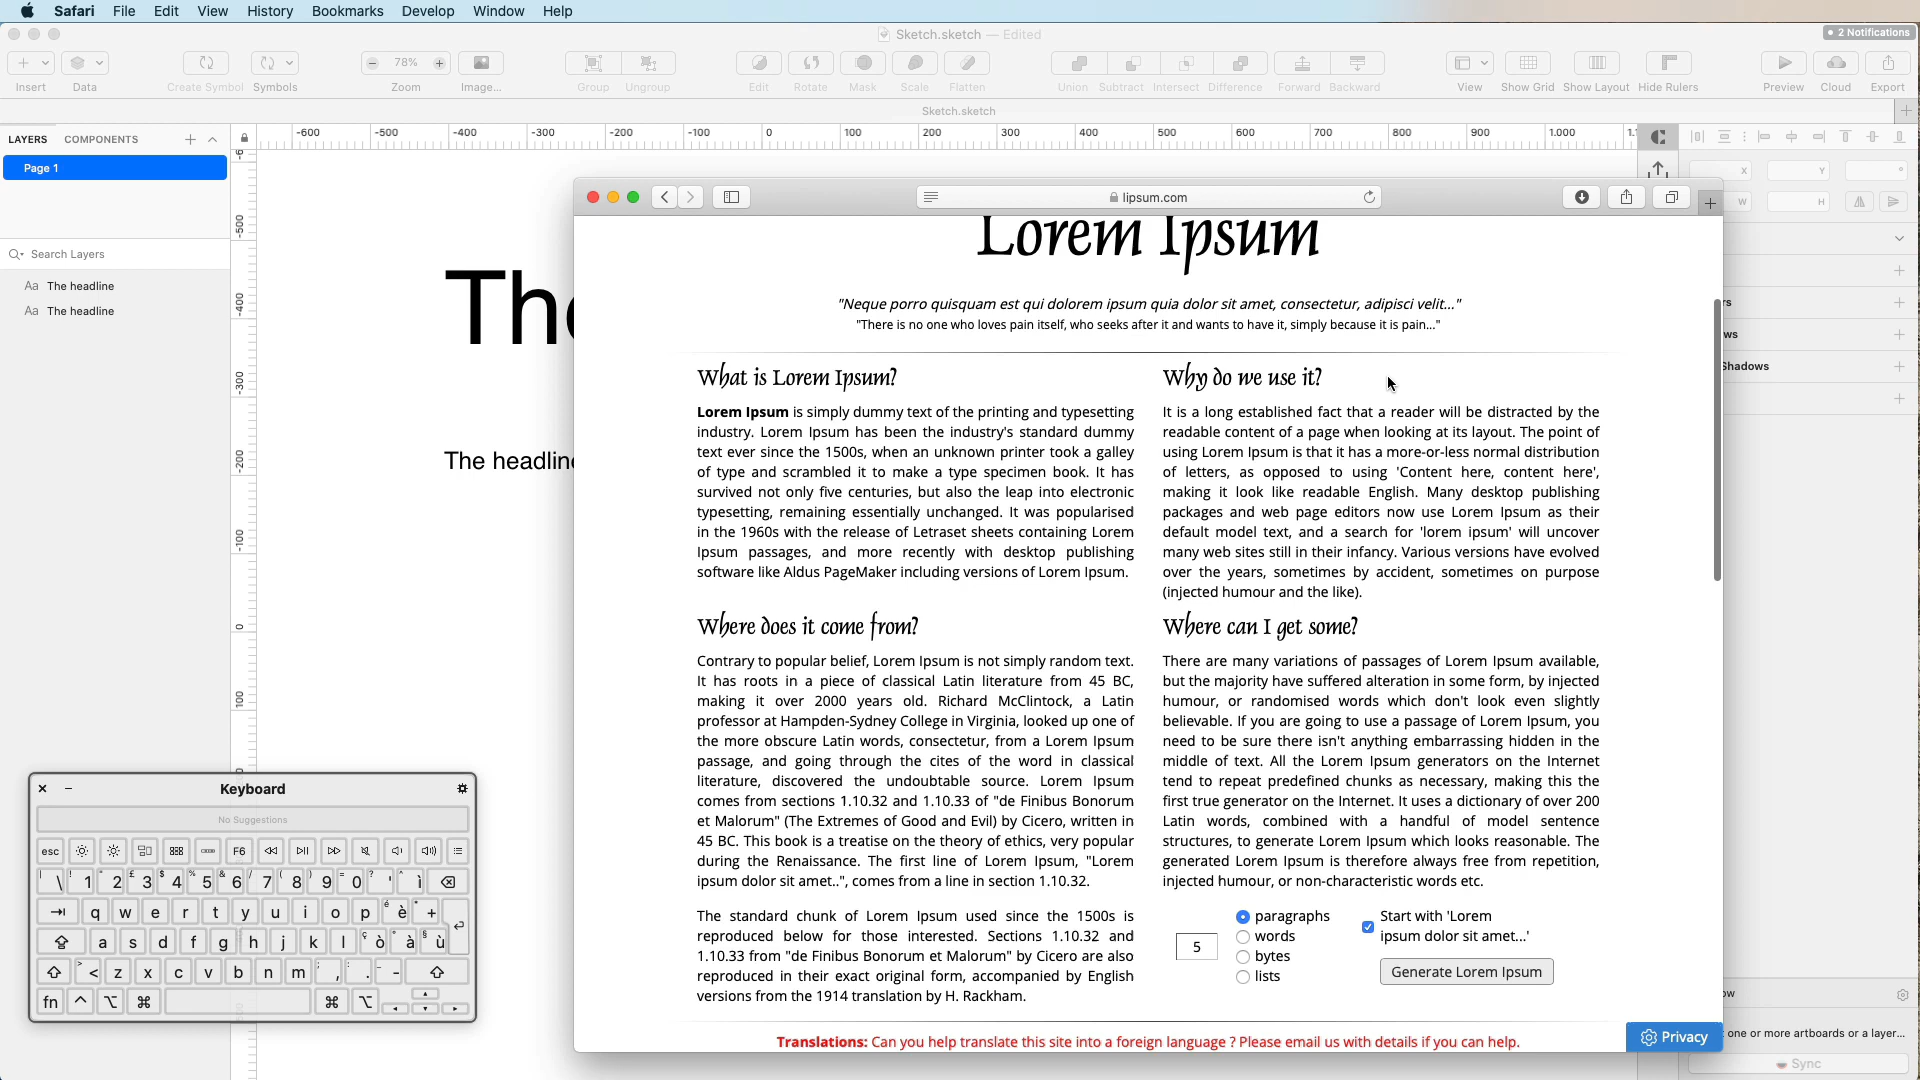 Safari File Edit View History Bookmarks Develop Window Help
Sketch.sketch — Edited
2 Notifications
78%
Insert Data Create Symbol Symbols Zoom Image... Group Ungroup Edit Rotate Mask Scale Flatten Union Subtract Intersect Difference Forward Backward View Show Grid Show Layout Hide Rulers Preview Cloud Export
Sketch.sketch
LAYERS COMPONENTS
-600 -500 -400 -300 -200 -100 0 100 200 300 400 500 600 700 800 900 1.000
Page 1
X Y °
W H
Search Layers
Aa The headline
Aa The headline
-500
-400
-300
-200
-100
0
100
The
The headline
lipsum.com
Lorem Ipsum
"Neque porro quisquam est qui dolorem ipsum quia dolor sit amet, consectetur, adipisci velit..."
"There is no one who loves pain itself, who seeks after it and wants to have it, simply because it is pain..."
What is Lorem Ipsum?
Lorem Ipsum is simply dummy text of the printing and typesetting
industry. Lorem Ipsum has been the industry's standard dummy
text ever since the 1500s, when an unknown printer took a galley
of type and scrambled it to make a type specimen book. It has
survived not only five centuries, but also the leap into electronic
typesetting, remaining essentially unchanged. It was popularised
in the 1960s with the release of Letraset sheets containing Lorem
Ipsum passages, and more recently with desktop publishing
software like Aldus PageMaker including versions of Lorem Ipsum.
Why do we use it?
It is a long established fact that a reader will be distracted by the
readable content of a page when looking at its layout. The point of
using Lorem Ipsum is that it has a more-or-less normal distribution
of letters, as opposed to using 'Content here, content here',
making it look like readable English. Many desktop publishing
packages and web page editors now use Lorem Ipsum as their
default model text, and a search for 'lorem ipsum' will uncover
many web sites still in their infancy. Various versions have evolved
over the years, sometimes by accident, sometimes on purpose
(injected humour and the like).
Where does it come from?
Contrary to popular belief, Lorem Ipsum is not simply random text.
It has roots in a piece of classical Latin literature from 45 BC,
making it over 2000 years old. Richard McClintock, a Latin
professor at Hampden-Sydney College in Virginia, looked up one of
the more obscure Latin words, consectetur, from a Lorem Ipsum
passage, and going through the cites of the word in classical
literature, discovered the undoubtable source. Lorem Ipsum
comes from sections 1.10.32 and 1.10.33 of "de Finibus Bonorum
et Malorum" (The Extremes of Good and Evil) by Cicero, written in
45 BC. This book is a treatise on the theory of ethics, very popular
during the Renaissance. The first line of Lorem Ipsum, "Lorem
ipsum dolor sit amet..", comes from a line in section 1.10.32.
The standard chunk of Lorem Ipsum used since the 1500s is
reproduced below for those interested. Sections 1.10.32 and
1.10.33 from "de Finibus Bonorum et Malorum" by Cicero are also
reproduced in their exact original form, accompanied by English
versions from the 1914 translation by H. Rackham.
Where can I get some?
There are many variations of passages of Lorem Ipsum available,
but the majority have suffered alteration in some form, by injected
humour, or randomised words which don't look even slightly
believable. If you are going to use a passage of Lorem Ipsum, you
need to be sure there isn't anything embarrassing hidden in the
middle of text. All the Lorem Ipsum generators on the Internet
tend to repeat predefined chunks as necessary, making this the
first true generator on the Internet. It uses a dictionary of over 200
Latin words, combined with a handful of model sentence
structures, to generate Lorem Ipsum which looks reasonable. The
generated Lorem Ipsum is therefore always free from repetition,
injected humour, or non-characteristic words etc.
5
paragraphs
words
bytes
lists
Start with 'Lorem
ipsum dolor sit amet...'
Generate Lorem Ipsum
Translations: Can you help translate this site into a foreign language ? Please email us with details if you can help.
Privacy
Shadows
one or more artboards or a layer...
Sync
Keyboard
No Suggestions
esc F6
| \ ! 1 " 2 £ 3 $ 4 % 5 & 6 / 7 ( 8 ) 9 = 0 ? ' ^ ì
q w e r t y u i o p é è * +
a s d f g h j k l ç ò ° à § ù
> < z x c v b n m ; , : . _ -
fn ⌃ ⌥ ⌘ ⌘ ⌥